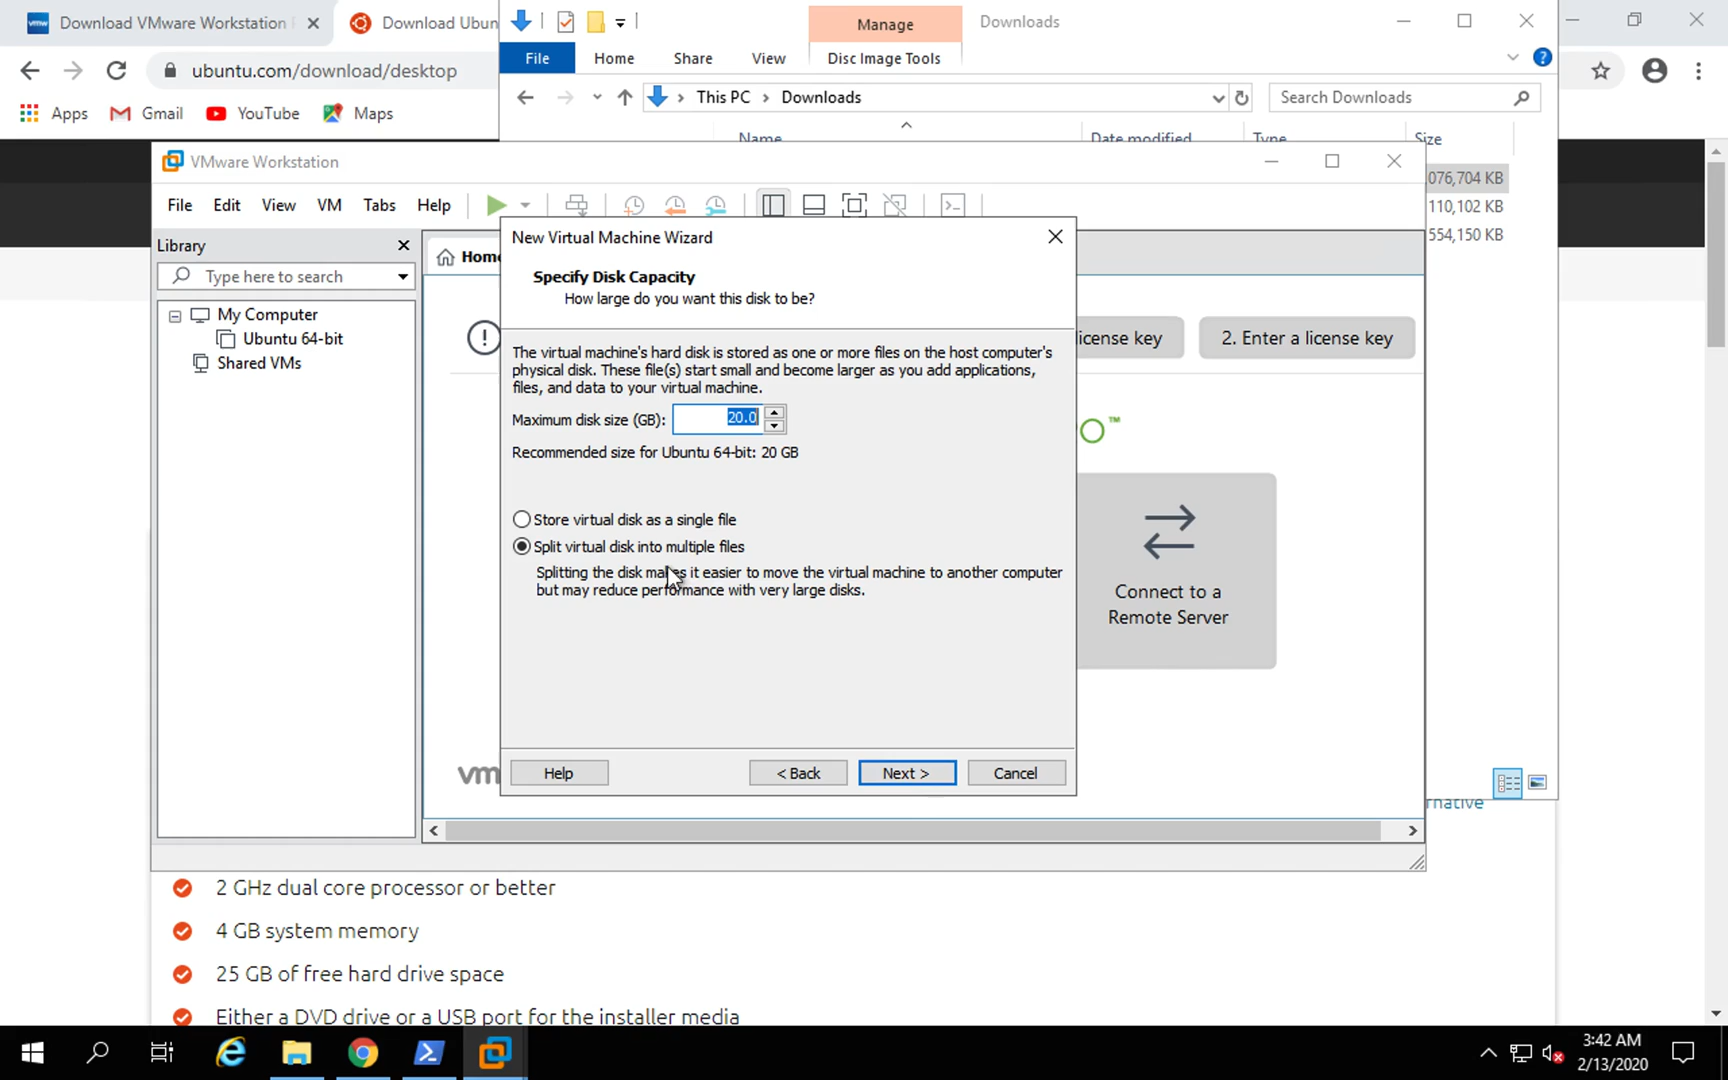 Download VMware Workstation
Download Ubun
Manage
Downloads
ubuntu.com/download/desktop
File
Home
Share
View
Disc Image Tools
Apps
Gmail
YouTube
Maps
This PC
Downloads
Search Downloads
Name
Date modified
Type
Size
VMware Workstation
076,704 KB
File
Edit
View
VM
Tabs
Help
110,102 KB
554,150 KB
Library
New Virtual Machine Wizard
Home
Type here to search
Specify Disk Capacity
How large do you want this disk to be?
My Computer
Ubuntu 64-bit
Shared VMs
license key
2. Enter a license key
The virtual machine's hard disk is stored as one or more files on the host computer's
physical disk. These file(s) start small and become larger as you add applications,
files, and data to your virtual machine.
Maximum disk size (GB):
20.0
O™
Recommended size for Ubuntu 64-bit: 20 GB
Store virtual disk as a single file
Split virtual disk into multiple files
Splitting the disk makes it easier to move the virtual machine to another computer
but may reduce performance with very large disks.
Connect to a
Remote Server
vm
Help
< Back
Next >
Cancel
rnative
2 GHz dual core processor or better
4 GB system memory
25 GB of free hard drive space
Either a DVD drive or a USB port for the installer media
3:42 AM
2/13/2020